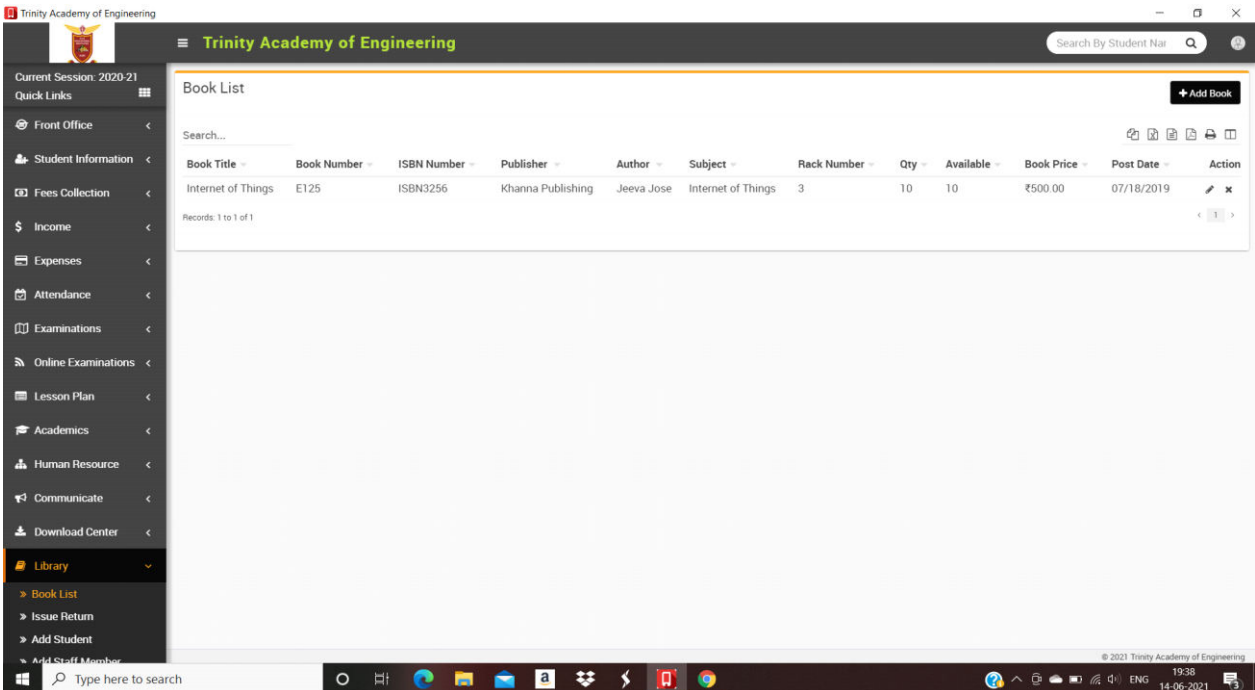 Trinity Academy of Engineering
Trinity Academy of Engineering
Search By Student Nar
Current Session: 2020-21
Quick Links
Front Office
Student Information
Fees Collection
Income
Expenses
Attendance
Examinations
Online Examinations
Lesson Plan
Academics
Human Resource
Communicate
Download Center
Library
Book List
Issue Return
Add Student
Add Staff Member
Book List
Add Book
Search...
Book Title Book Number ISBN Number Publisher Author Subject Rack Number Qty Available Book Price Post Date Action
Internet of Things E125 ISBN3256 Khanna Publishing Jeeva Jose Internet of Things 3 10 10 ₹500.00 07/18/2019
Records: 1 to 1 of 1
1
© 2021 Trinity Academy of Engineering
Type here to search
a
ENG
19:38
14-06-2021
3